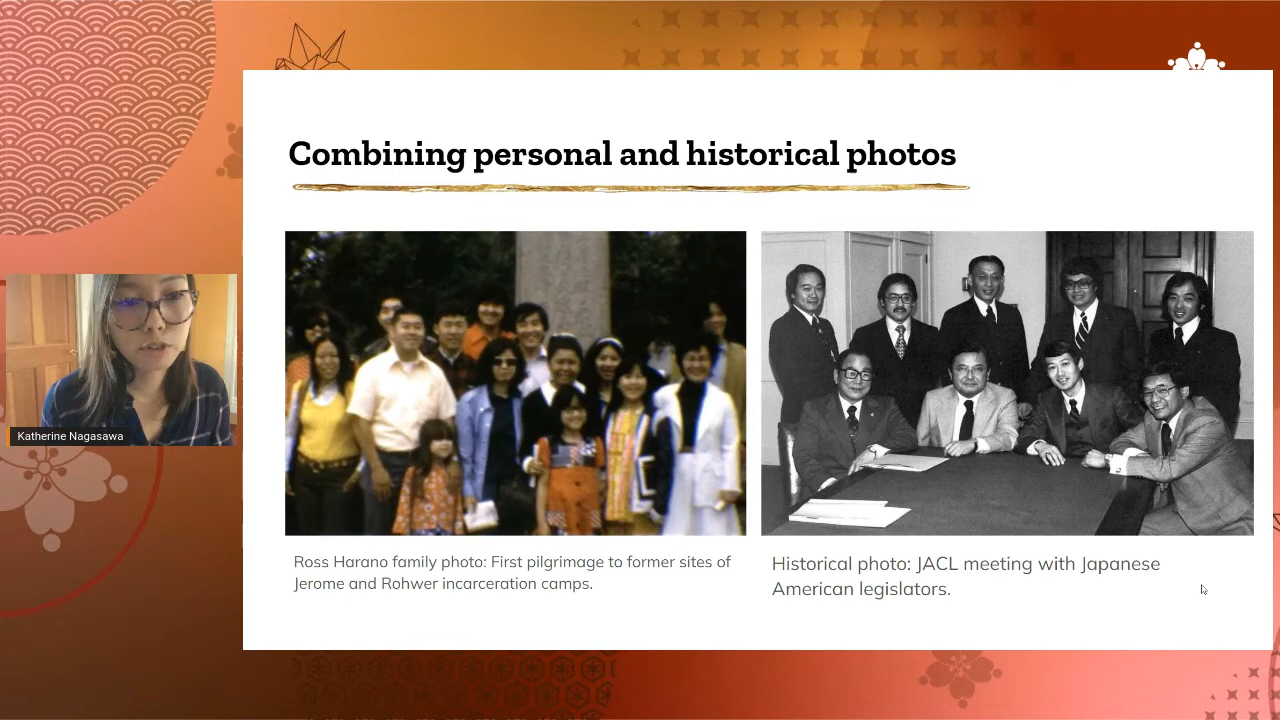 Combining personal and historical photos
Katherine Nagasawa
Ross Harano family photo: First pilgrimage to former sites of
Jerome and Rohwer incarceration camps.
Historical photo: JACL meeting with Japanese
American legislators.